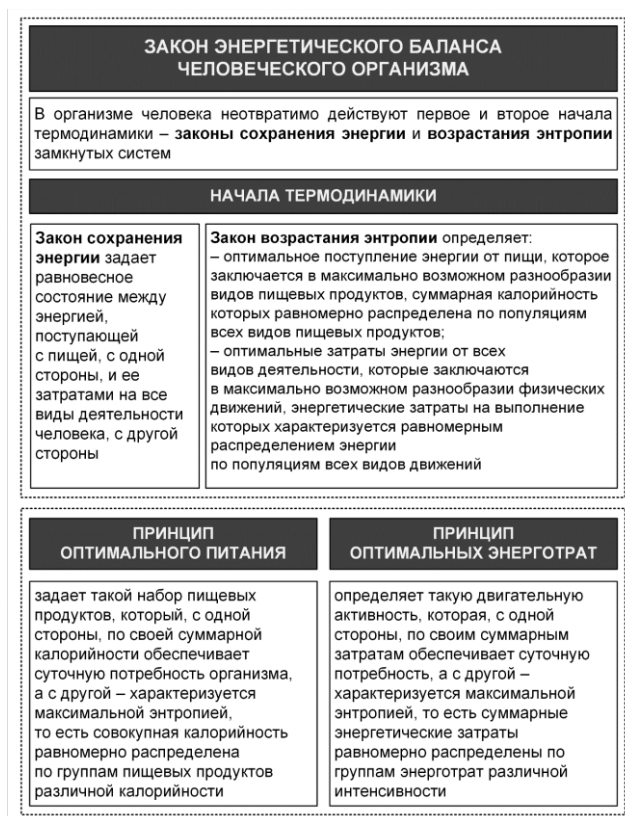 ЗАКОН ЭНЕРГЕТИЧЕСКОГО БАЛАНСА
ЧЕЛОВЕЧЕСКОГО ОРГАНИЗМА
В организме человека неотвратимо действуют первое и второе начала
термодинамики – законы сохранения энергии и возрастания энтропии
замкнутых систем
НАЧАЛА ТЕРМОДИНАМИКИ
Закон сохранения
энергии задает
равновесное
состояние между
энергией,
поступающей
с пищей, с одной
стороны, и ее
затратами на все
виды деятельности
человека, с другой
стороны
Закон возрастания энтропии определяет:
– оптимальное поступление энергии от пищи, которое
заключается в максимально возможном разнообразии
видов пищевых продуктов, суммарная калорийность
которых равномерно распределена по популяциям
всех видов пищевых продуктов;
– оптимальные затраты энергии от всех
видов деятельности, которые заключаются
в максимально возможном разнообразии физических
движений, энергетические затраты на выполнение
которых характеризуется равномерным
распределением энергии
по популяциям всех видов движений
ПРИНЦИП
ОПТИМАЛЬНОГО ПИТАНИЯ
задает такой набор пищевых
продуктов, который, с одной
стороны, по своей суммарной
калорийности обеспечивает
суточную потребность организма,
а с другой – характеризуется
максимальной энтропией,
то есть совокупная калорийность
равномерно распределена
по группам пищевых продуктов
различной калорийности
ПРИНЦИП
ОПТИМАЛЬНЫХ ЭНЕРГОТРАТ
определяет такую двигательную
активность, которая, с одной
стороны, по своим суммарным
затратам обеспечивает суточную
потребность, а с другой –
характеризуется максимальной
энтропией, то есть суммарные
энергетические затраты
равномерно распределены по
группам энерготрат различной
интенсивности